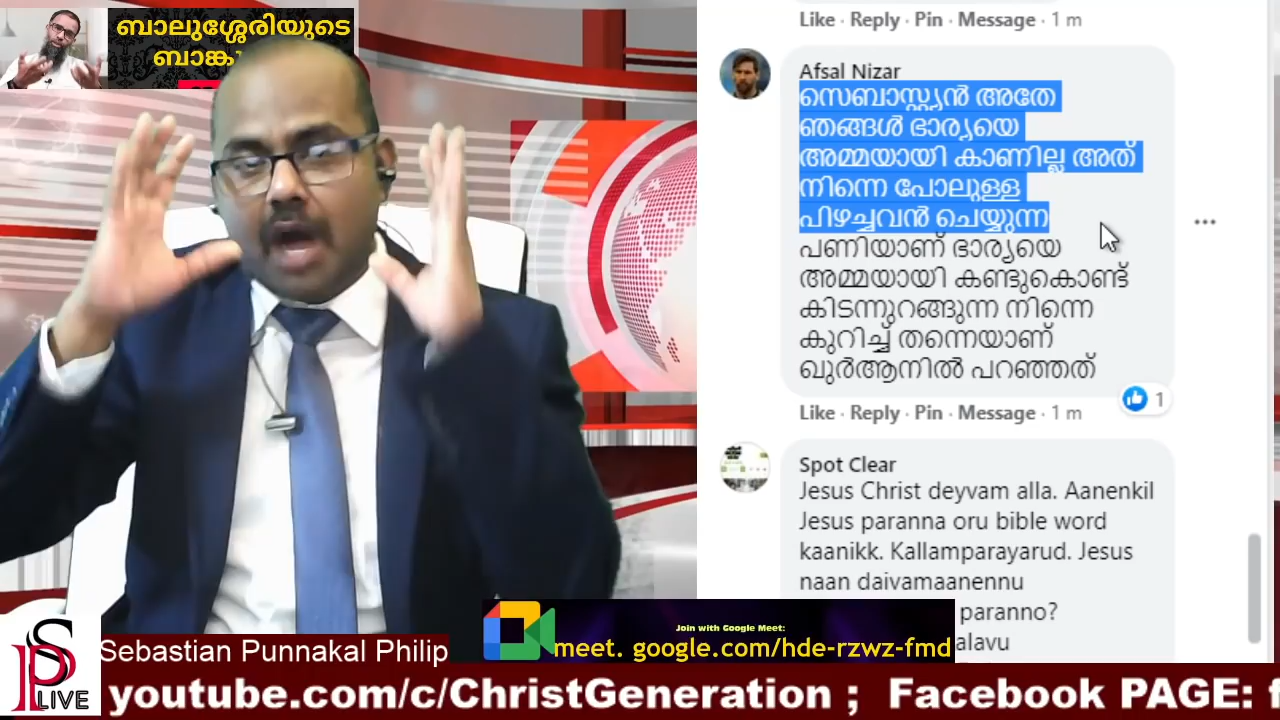 ബാലുശ്ശേരിയുടെ
Like · Reply · Pin · Message · 1 m
Afsal Nizar
സെബാസ്റ്റ്യൻ അതേ
ഞങ്ങൾ ഭാര്യയെ
അമ്മയായി കാണില്ല അത്
നിന്നെ പോലുള്ള
പിഴച്ചവൻ ചെയ്യുന്ന
പണിയാണ് ഭാര്യയെ
അമ്മയായി കണ്ടുകൊണ്ട്
കിടന്നുറങ്ങുന്ന നിന്നെ
കുറിച്ച് തന്നെയാണ്
ഖുർആനിൽ പറഞ്ഞത്
Like · Reply · Pin · Message · 1 m
1
Spot Clear
Jesus Christ deyvam alla. Aanenkil
Jesus paranna oru bible word
kaanikk. Kallamparayarud. Jesus
naan daivamaanennu
paranno?
alavu
Join with Google Meet:
meet. google.com/hde-rzwz-fmd
SP LIVE
Sebastian Punnakal Philip
youtube.com/c/ChristGeneration ; Facebook PAGE: f